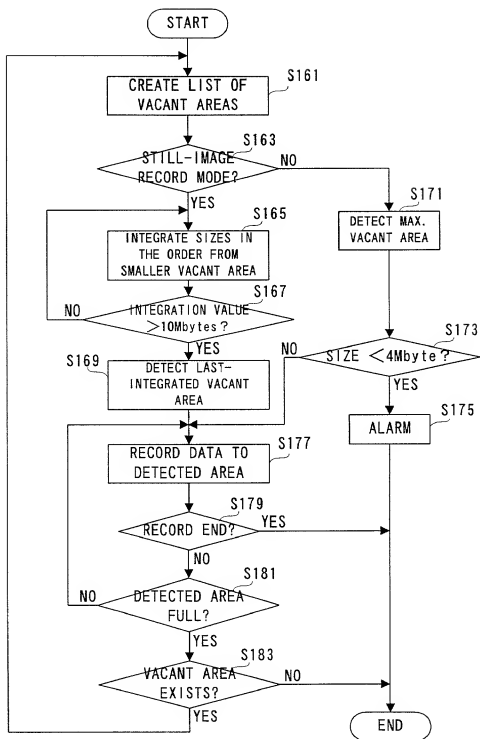 START
S161
CREATE LIST OF
VACANT AREAS
S163
STILL-IMAGE
RECORD MODE?
NO
YES
S171
DETECT MAX.
VACANT AREA
S165
INTEGRATE SIZES IN
THE ORDER FROM
SMALLER VACANT AREA
S167
INTEGRATION VALUE
>10Mbytes?
NO
YES
S173
SIZE <4Mbyte?
NO
YES
S169
DETECT LAST-
INTEGRATED VACANT
AREA
S175
ALARM
S177
RECORD DATA TO
DETECTED AREA
S179
RECORD END?
YES
NO
S181
DETECTED AREA
FULL?
NO
YES
S183
VACANT AREA
EXISTS?
NO
YES
END